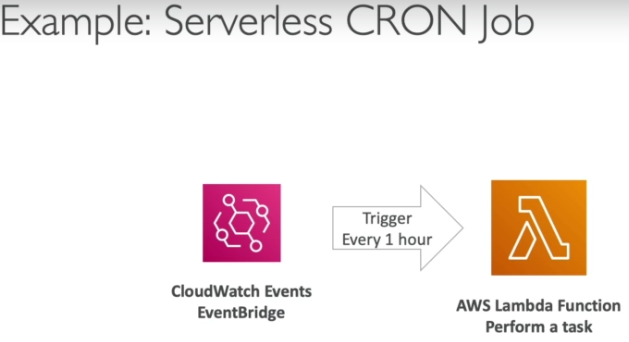 Example: Serverless CRON Job
Trigger
Every 1 hour
CloudWatch Events
EventBridge
AWS Lambda Function
Perform a task